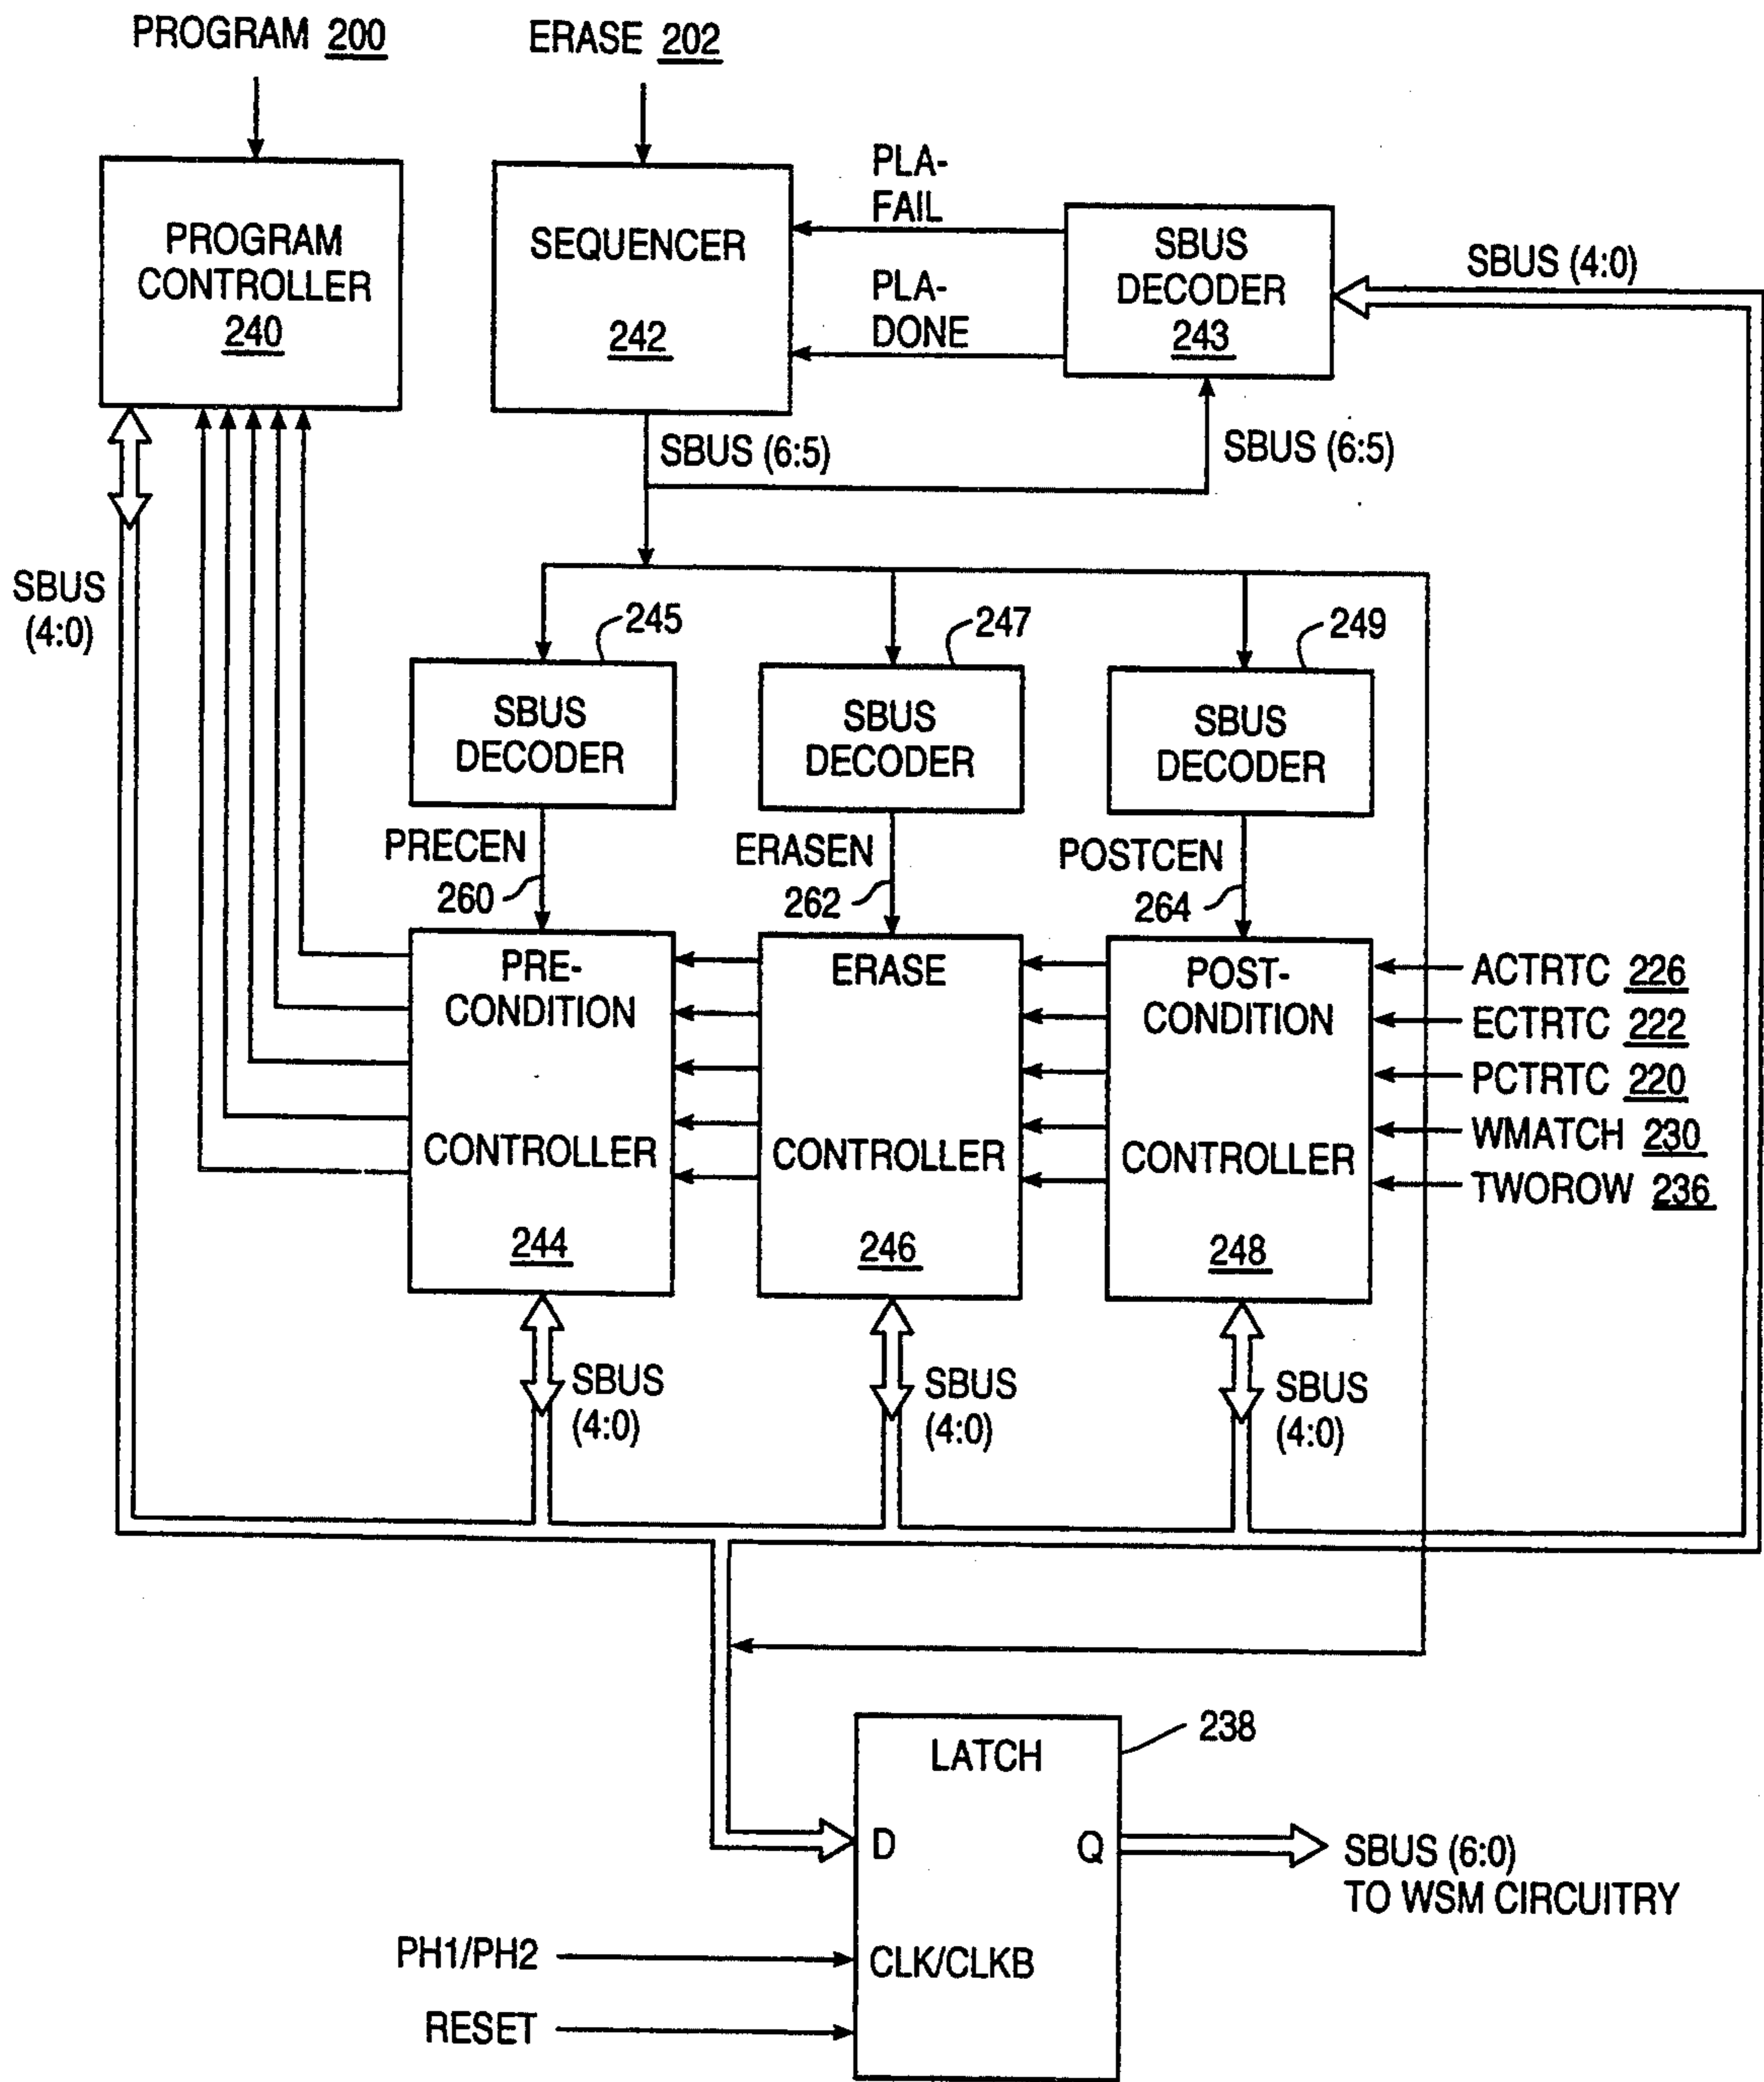 PROGRAM 200
ERASE 202
PROGRAM
CONTROLLER
240
SEQUENCER
242
PLA-
FAIL
PLA-
DONE
SBUS
DECODER
243
SBUS (4:0)
SBUS (6:5)
SBUS (6:5)
SBUS
(4:0)
245
247
249
SBUS
DECODER
SBUS
DECODER
SBUS
DECODER
PRECEN
260
ERASEN
262
POSTCEN
264
PRE-
CONDITION
CONTROLLER
244
ERASE
CONTROLLER
246
POST-
CONDITION
CONTROLLER
248
ACTRTC 226
ECTRTC 222
PCTRTC 220
WMATCH 230
TWOROW 236
SBUS
(4:0)
SBUS
(4:0)
SBUS
(4:0)
LATCH
238
D
Q
SBUS (6:0)
TO WSM CIRCUITRY
PH1/PH2
CLK/CLKB
RESET